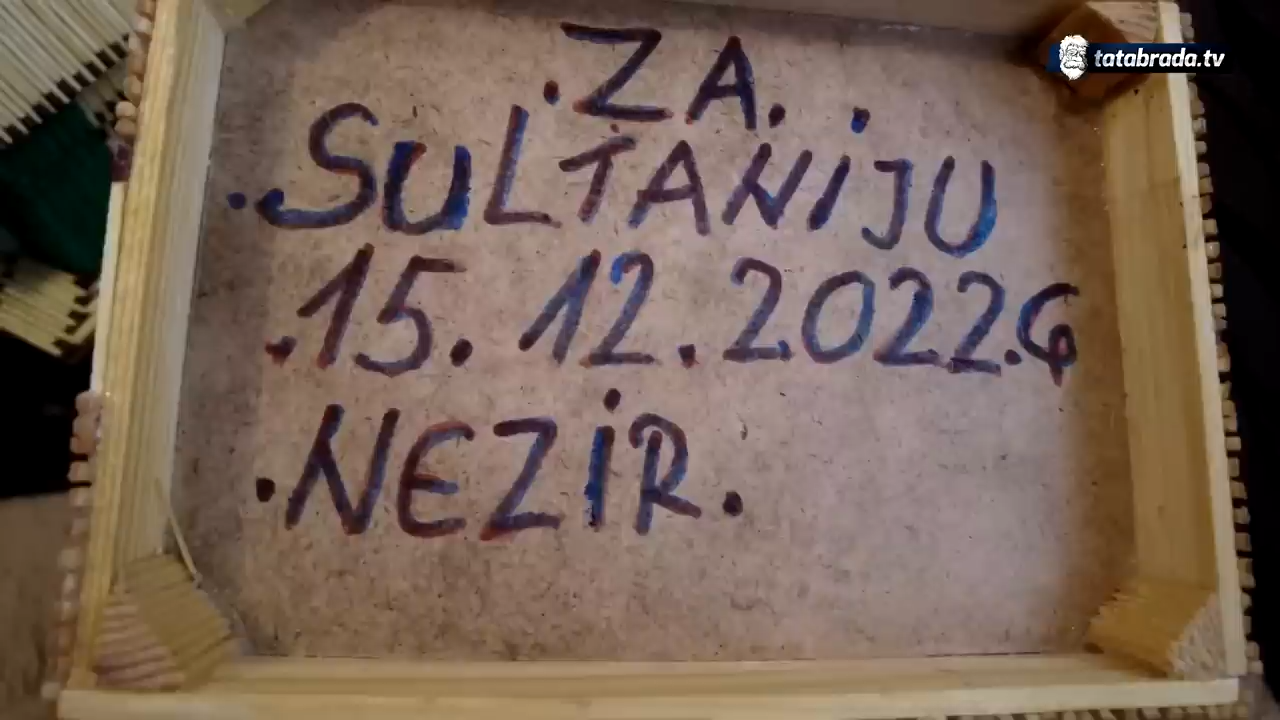 tatabrada.tv
.ZA.
.SULTANIJU
.15.12.2022.G
.NEZIR.